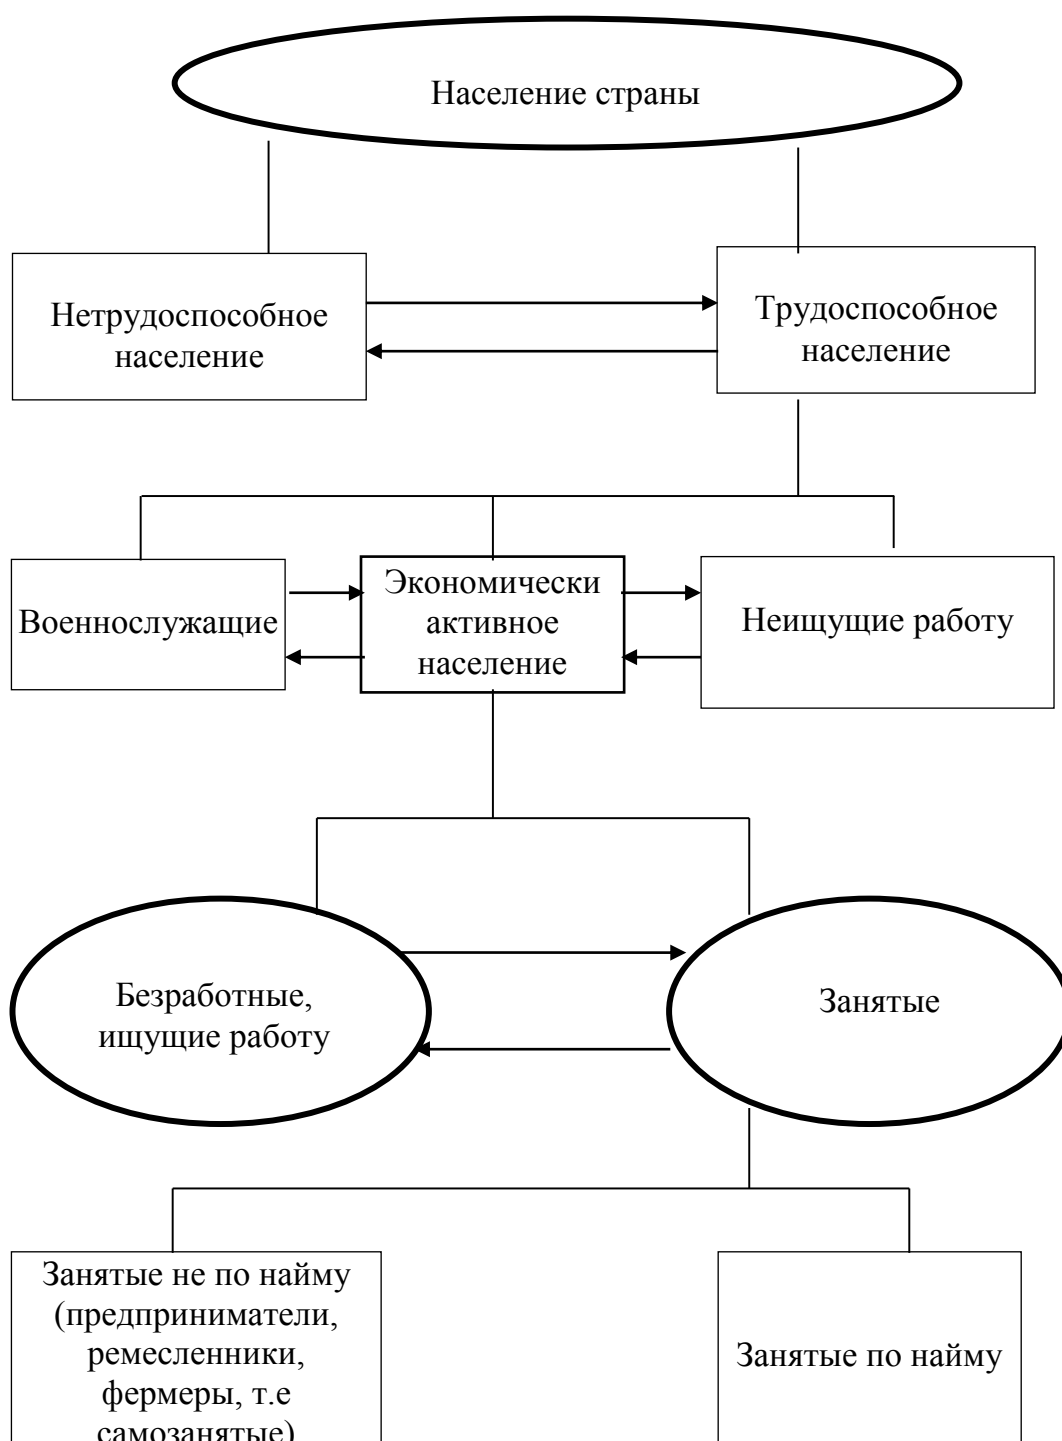 Население страны
Нетрудоспособное
население
Трудоспособное
население
Военнослужащие
Экономически
активное
население
Неищущие работу
Безработные,
ищущие работу
Занятые
Занятые не по найму
(предприниматели,
ремесленники,
фермеры, т.е
самозанятые)
Занятые по найму